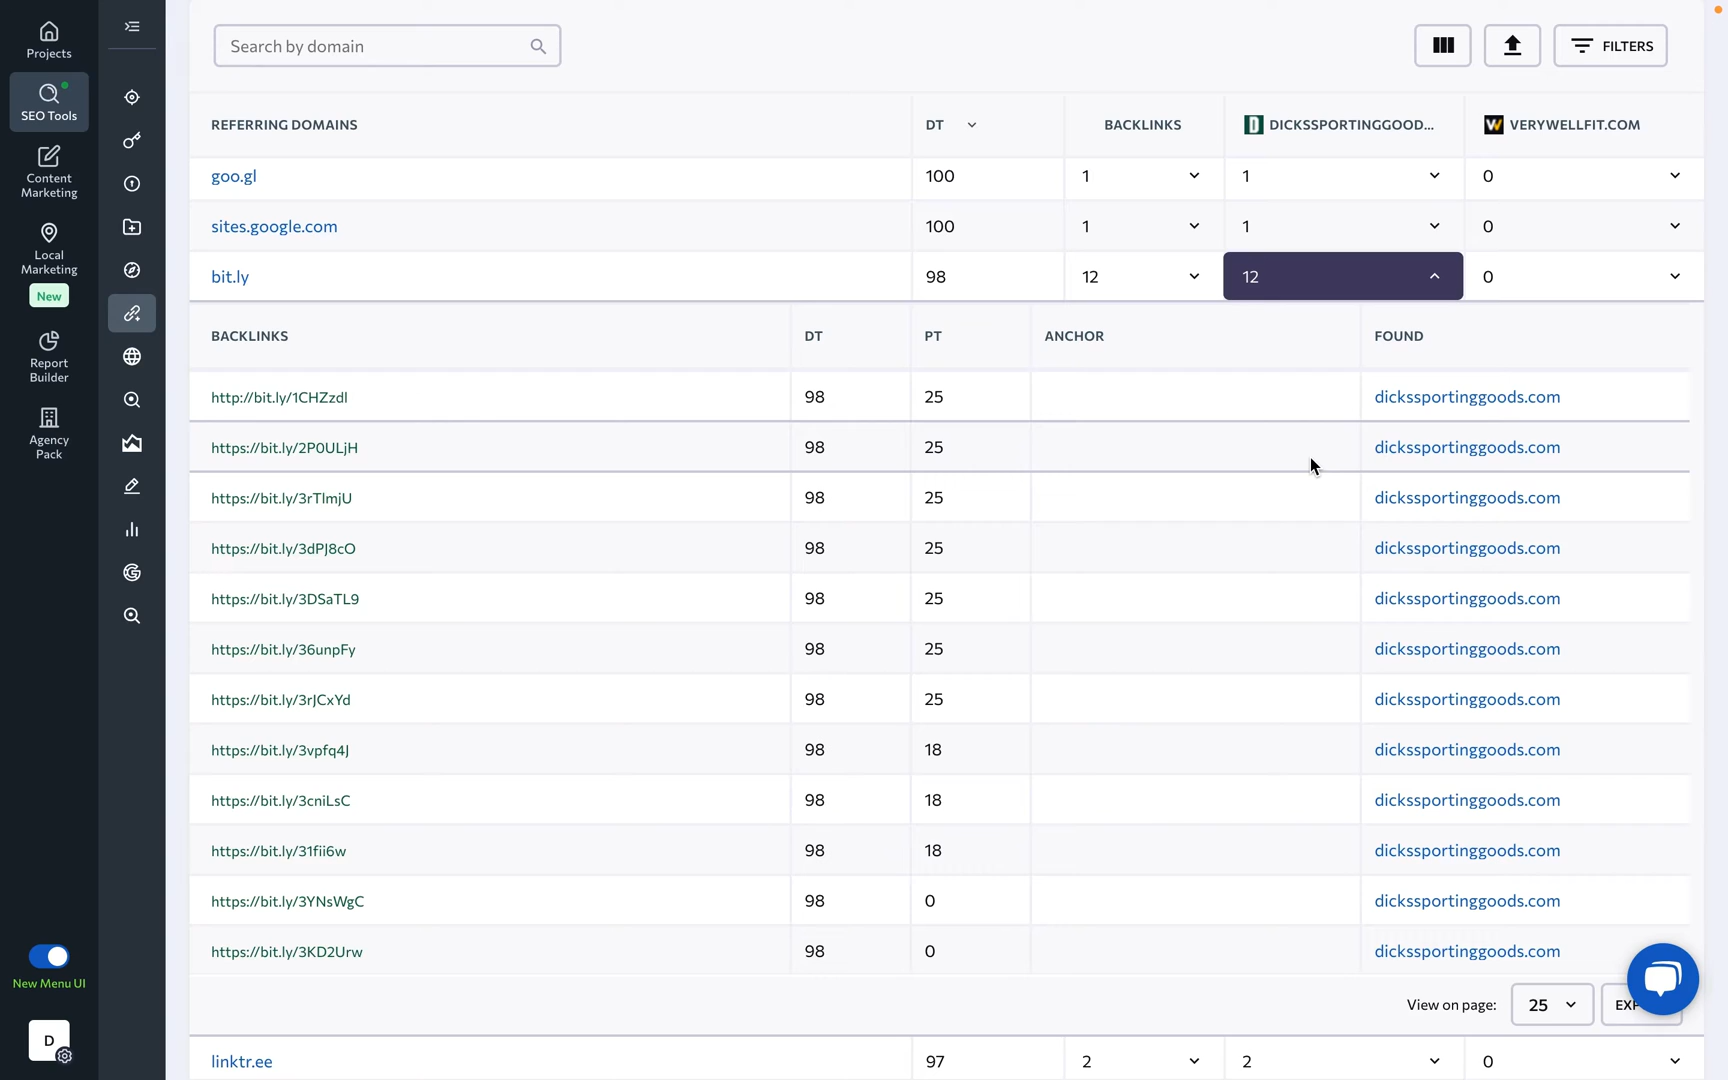 Projects
SEO Tools
Content
Marketing
Local
Marketing
New
Report
Builder
Agency
Pack
New Menu UI
D
Search by domain
FILTERS
REFERRING DOMAINS DT BACKLINKS DICKSSPORTINGGOOD... VERYWELLFIT.COM
goo.gl 100 1 1 0
sites.google.com 100 1 1 0
bit.ly 98 12 12 0
BACKLINKS DT PT ANCHOR FOUND
http://bit.ly/1CHZzdl 98 25 dickssportinggoods.com
https://bit.ly/2P0ULjH 98 25 dickssportinggoods.com
https://bit.ly/3rTlmjU 98 25 dickssportinggoods.com
https://bit.ly/3dPJ8cO 98 25 dickssportinggoods.com
https://bit.ly/3DSaTL9 98 25 dickssportinggoods.com
https://bit.ly/36unpFy 98 25 dickssportinggoods.com
https://bit.ly/3rJCxYd 98 25 dickssportinggoods.com
https://bit.ly/3vpfq4J 98 18 dickssportinggoods.com
https://bit.ly/3cniLsC 98 18 dickssportinggoods.com
https://bit.ly/31fii6w 98 18 dickssportinggoods.com
https://bit.ly/3YNsWgC 98 0 dickssportinggoods.com
https://bit.ly/3KD2Urw 98 0 dickssportinggoods.com
View on page: 25
linktr.ee 97 2 2 0